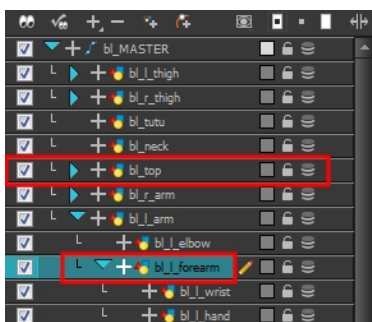 bl_MASTER
bl_l_thigh
bl_r_thigh
bl_tutu
bl_neck
bl_top
bl_r_arm
bl_l_arm
bl_l_elbow
bl_l_forearm
bl_l_wrist
bl_l_hand